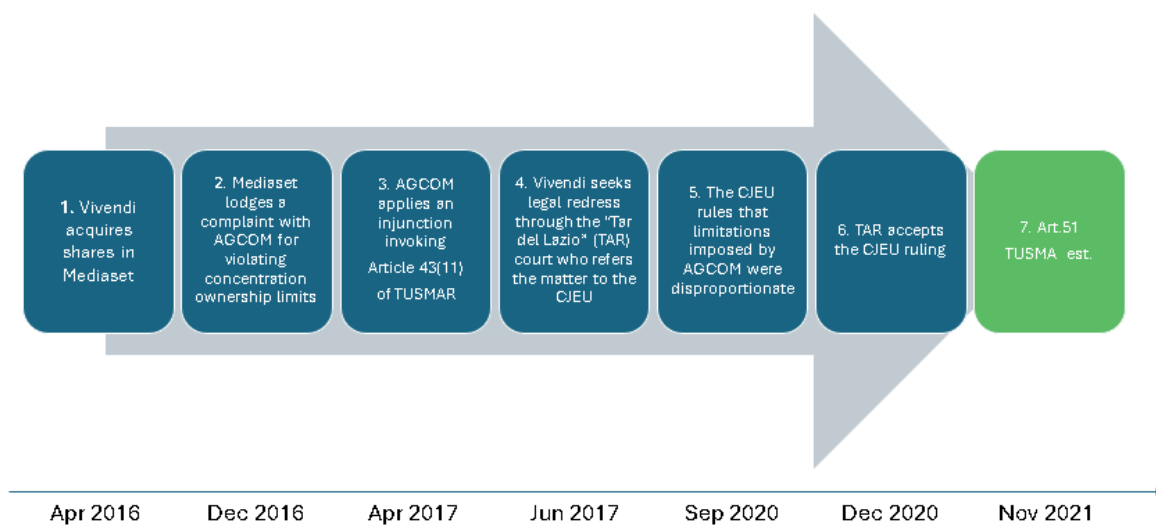 1. Vivendi
acquires
shares in
Mediaset
2. Mediaset
lodges a
complaint with
AGCOM for
violating
concentration
ownership limits
3. AGCOM
applies an
injunction
invoking
Article 43(11)
of TUSMAR
4. Vivendi seeks
legal redress
through the "Tar
del Lazio" (TAR)
court who refers
the matter to the
CJEU
5. The CJEU
rules that
limitations
imposed by
AGCOM were
disproportionate
6. TAR accepts
the CJEU ruling
7. Art.51
TUSMA est.
Apr 2016
Dec 2016
Apr 2017
Jun 2017
Sep 2020
Dec 2020
Nov 2021